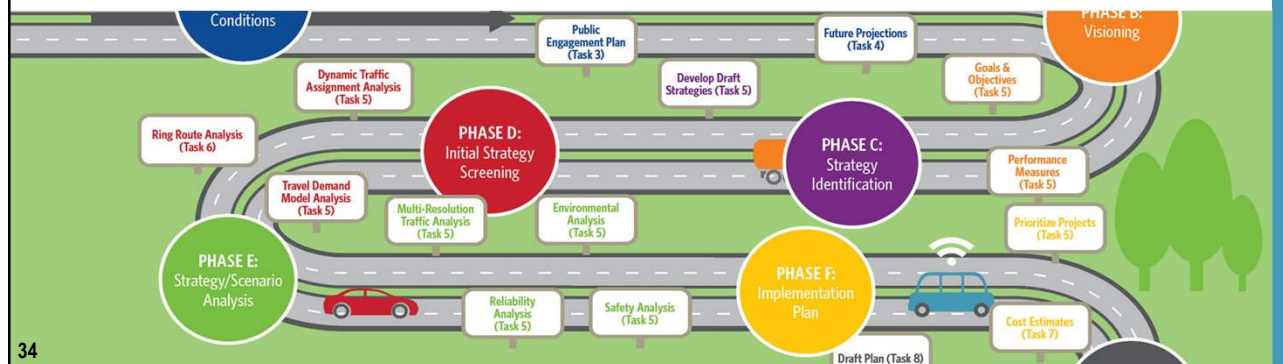 Conditions
Public
Engagement Plan
(Task 3)
Future Projections
(Task 4)
PHASE B:
Visioning
Dynamic Traffic
Assignment Analysis
(Task 5)
Develop Draft
Strategies (Task 5)
Goals &
Objectives
(Task 5)
Ring Route Analysis
(Task 6)
PHASE D:
Initial Strategy
Screening
PHASE C:
Strategy
Identification
Performance
Measures
(Task 5)
Travel Demand
Model Analysis
(Task 5)
Multi-Resolution
Traffic Analysis
(Task 5)
Environmental
Analysis
(Task 5)
Prioritize Projects
(Task 5)
PHASE E:
Strategy/Scenario
Analysis
PHASE F:
Implementation
Plan
Reliability
Analysis
(Task 5)
Safety Analysis
(Task 5)
Cost Estimates
(Task 7)
Draft Plan (Task 8)
34